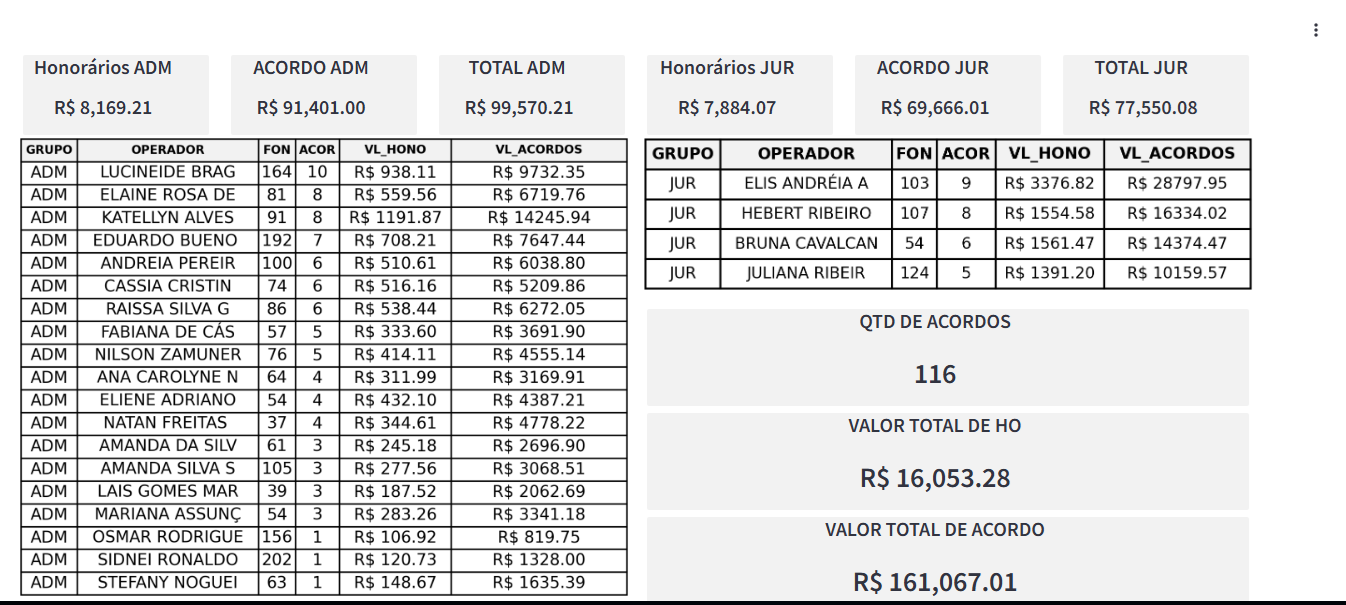 Honorários ADM
R$ 8,169.21
ACORDO ADM
R$ 91,401.00
TOTAL ADM
R$ 99,570.21
Honorários JUR
R$ 7,884.07
ACORDO JUR
R$ 69,666.01
TOTAL JUR
R$ 77,550.08
GRUPO OPERADOR FON ACOR VL_HONO VL_ACORDOS
ADM LUCINEIDE BRAG 164 10 R$ 938.11 R$ 9732.35
ADM ELAINE ROSA DE 81 8 R$ 559.56 R$ 6719.76
ADM KATELLYN ALVES 91 8 R$ 1191.87 R$ 14245.94
ADM EDUARDO BUENO 192 7 R$ 708.21 R$ 7647.44
ADM ANDREIA PEREIR 100 6 R$ 510.61 R$ 6038.80
ADM CASSIA CRISTIN 74 6 R$ 516.16 R$ 5209.86
ADM RAISSA SILVA G 86 6 R$ 538.44 R$ 6272.05
ADM FABIANA DE CÁS 57 5 R$ 333.60 R$ 3691.90
ADM NILSON ZAMUNER 76 5 R$ 414.11 R$ 4555.14
ADM ANA CAROLYNE N 64 4 R$ 311.99 R$ 3169.91
ADM ELIENE ADRIANO 54 4 R$ 432.10 R$ 4387.21
ADM NATAN FREITAS 37 4 R$ 344.61 R$ 4778.22
ADM AMANDA DA SILV 61 3 R$ 245.18 R$ 2696.90
ADM AMANDA SILVA S 105 3 R$ 277.56 R$ 3068.51
ADM LAIS GOMES MAR 39 3 R$ 187.52 R$ 2062.69
ADM MARIANA ASSUNÇ 54 3 R$ 283.26 R$ 3341.18
ADM OSMAR RODRIGUE 156 1 R$ 106.92 R$ 819.75
ADM SIDNEI RONALDO 202 1 R$ 120.73 R$ 1328.00
ADM STEFANY NOGUEI 63 1 R$ 148.67 R$ 1635.39
GRUPO OPERADOR FON ACOR VL_HONO VL_ACORDOS
JUR ELIS ANDRÉIA A 103 9 R$ 3376.82 R$ 28797.95
JUR HEBERT RIBEIRO 107 8 R$ 1554.58 R$ 16334.02
JUR BRUNA CAVALCAN 54 6 R$ 1561.47 R$ 14374.47
JUR JULIANA RIBEIR 124 5 R$ 1391.20 R$ 10159.57
QTD DE ACORDOS
116
VALOR TOTAL DE HO
R$ 16,053.28
VALOR TOTAL DE ACORDO
R$ 161,067.01